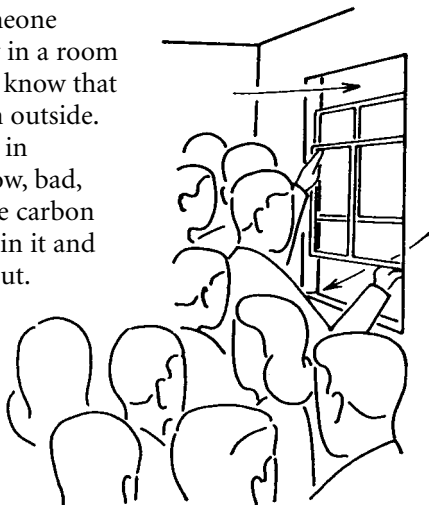 meone
in a room
know that
outside.
in
ow, bad,
e carbon
in it and
ut.